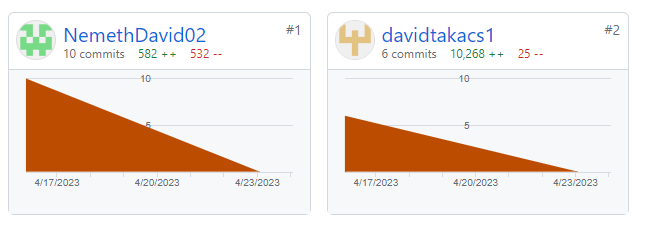 NemethDavid02
#1
10 commits 582 ++ 532 --
10
5
4/17/2023 4/20/2023 4/23/2023
davidtakacs1
#2
6 commits 10,268 ++ 25 --
10
5
4/17/2023 4/20/2023 4/23/2023